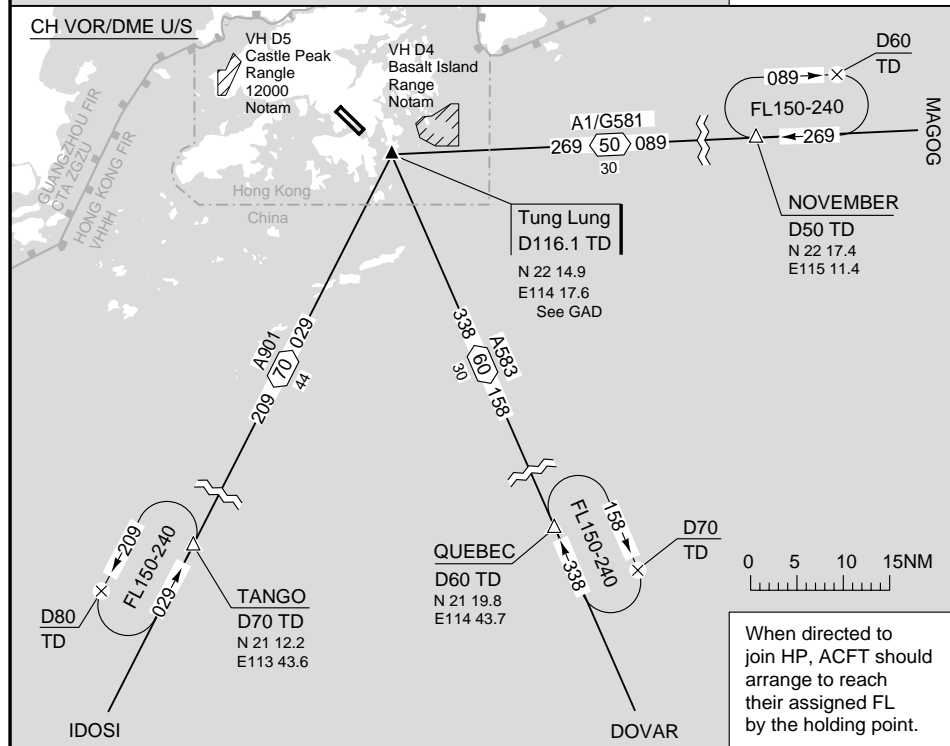 CH VOR/DME U/S
VH D5
Castle Peak
Rangle
12000
Notam
VH D4
Basalt Island
Range
Notam
D60
TD
089
FL150-240
269
MAGOG
A1/G581
269 50 089
30
NOVEMBER
D50 TD
N 22 17.4
E115 11.4
GUANGZHOU FIR
CTA ZGZU
HONG KONG FIR
VHHH
Hong Kong
China
Tung Lung
D116.1 TD
N 22 14.9
E114 17.6
See GAD
A901
209 70 029
44
338 60 158
A583
30
209
FL150-240
029
D80
TD
TANGO
D70 TD
N 21 12.2
E113 43.6
IDOSI
QUEBEC
D60 TD
N 21 19.8
E114 43.7
158
FL150-240
338
D70
TD
DOVAR
0 5 10 15NM
When directed to
join HP, ACFT should
arrange to reach
their assigned FL
by the holding point.